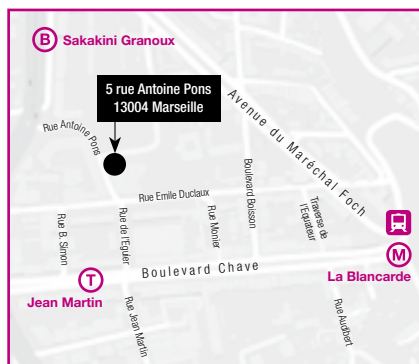 B Sakakini Granoux
5 rue Antoine Pons
13004 Marseille
Avenue du Maréchal Foch
Rue Antoine Pons
Rue Emile Duclaux
Boulevard Boisson
Traverse de
l'Equateur
Rue B. Simon
Rue de l'Eguier
Rue Monier
Boulevard Chave
M
La Blancarde
T
Jean Martin
Rue Jean Martin
Rue Audibert